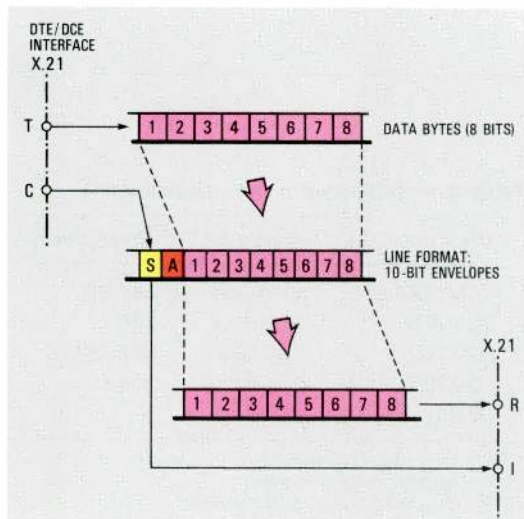 DTE/DCE
INTERFACE
X.21
T
1 2 3 4 5 6 7 8
DATA BYTES (8 BITS)
C
S A 1 2 3 4 5 6 7 8
LINE FORMAT:
10-BIT ENVELOPES
X.21
1 2 3 4 5 6 7 8
R
I